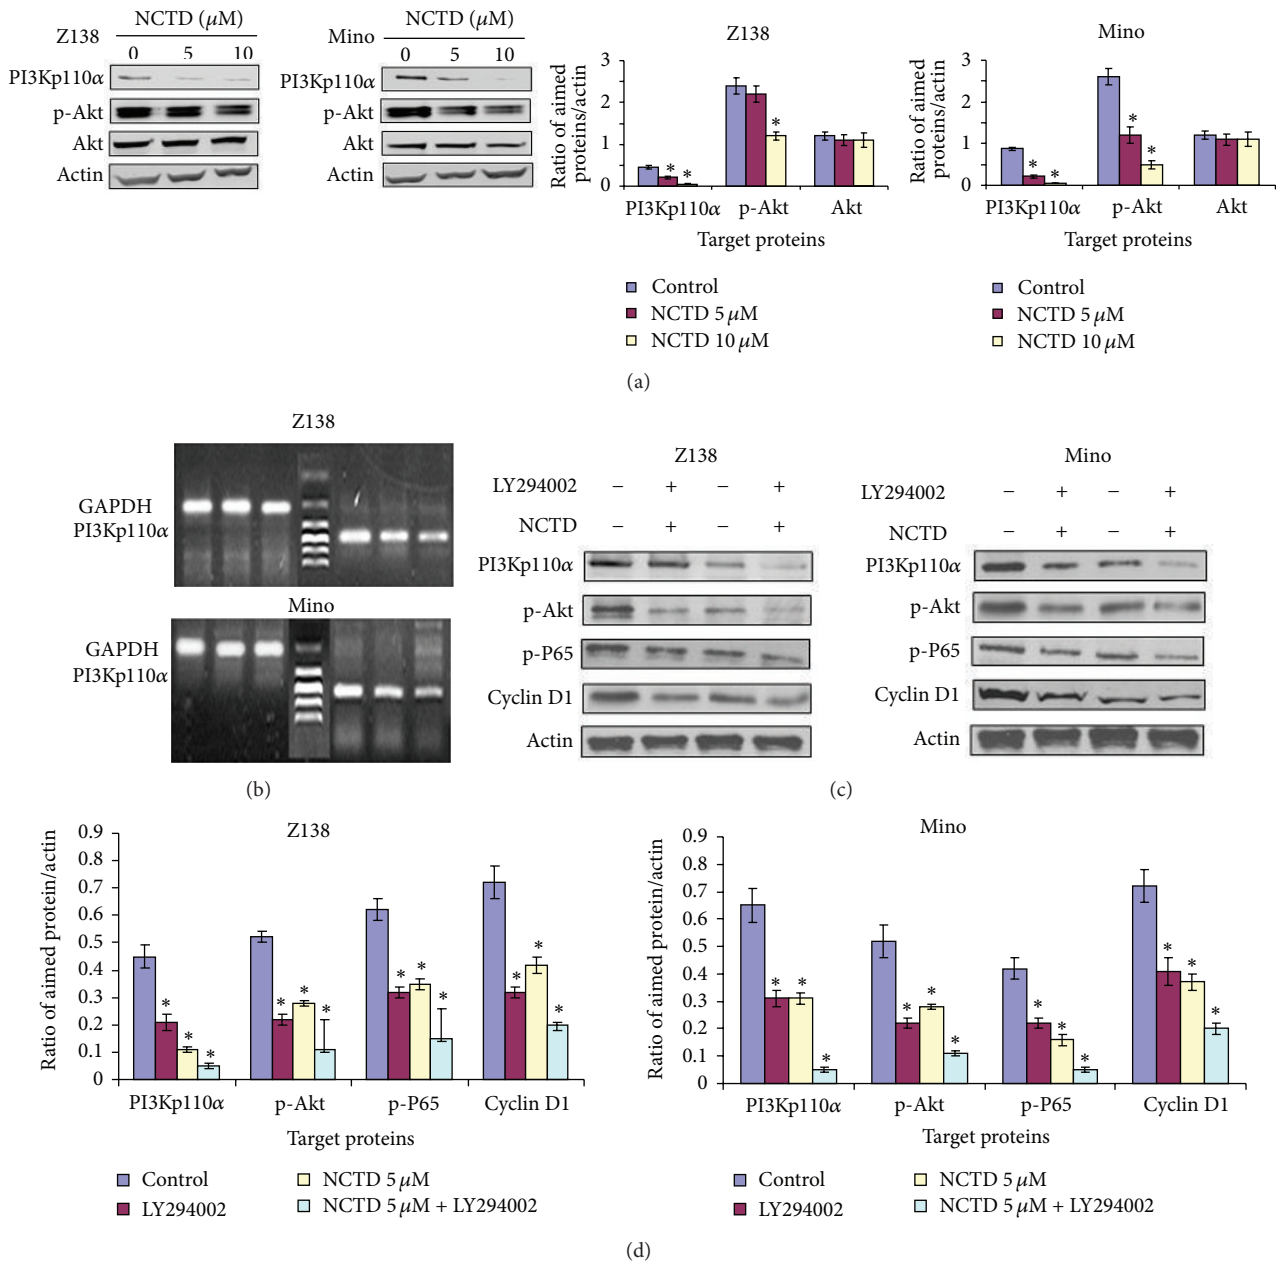 NCTD (μM)
Z138
0 5 10
PI3Kp110α
p-Akt
Akt
Actin
NCTD (μM)
Mino
0 5 10
PI3Kp110α
p-Akt
Akt
Actin
Z138
Ratio of aimed
proteins/actin
3
2
1
0
* *
*
PI3Kp110α p-Akt Akt
Target proteins
Control
NCTD 5 μM
NCTD 10 μM
Mino
Ratio of aimed
proteins/actin
3
2
1
0
* *
* *
PI3Kp110α p-Akt Akt
Target proteins
Control
NCTD 5 μM
NCTD 10 μM
(a)
Z138
GAPDH
PI3Kp110α
Mino
GAPDH
PI3Kp110α
(b)
Z138
LY294002 − + − +
NCTD − + − +
PI3Kp110α
p-Akt
p-P65
Cyclin D1
Actin
Mino
LY294002 − + − +
NCTD − + − +
PI3Kp110α
p-Akt
p-P65
Cyclin D1
Actin
(c)
Z138
Ratio of aimed protein/actin
0.9
0.8
0.7
0.6
0.5
0.4
0.3
0.2
0.1
0
* * *
* * *
* * *
* * *
PI3Kp110α p-Akt p-P65 Cyclin D1
Target proteins
Control
LY294002
NCTD 5 μM
NCTD 5 μM + LY294002
Mino
Ratio of aimed protein/actin
0.9
0.8
0.7
0.6
0.5
0.4
0.3
0.2
0.1
0
* * *
* * *
* * *
* * *
PI3Kp110α p-Akt p-P65 Cyclin D1
Target proteins
Control
LY294002
NCTD 5 μM
NCTD 5 μM + LY294002
(d)